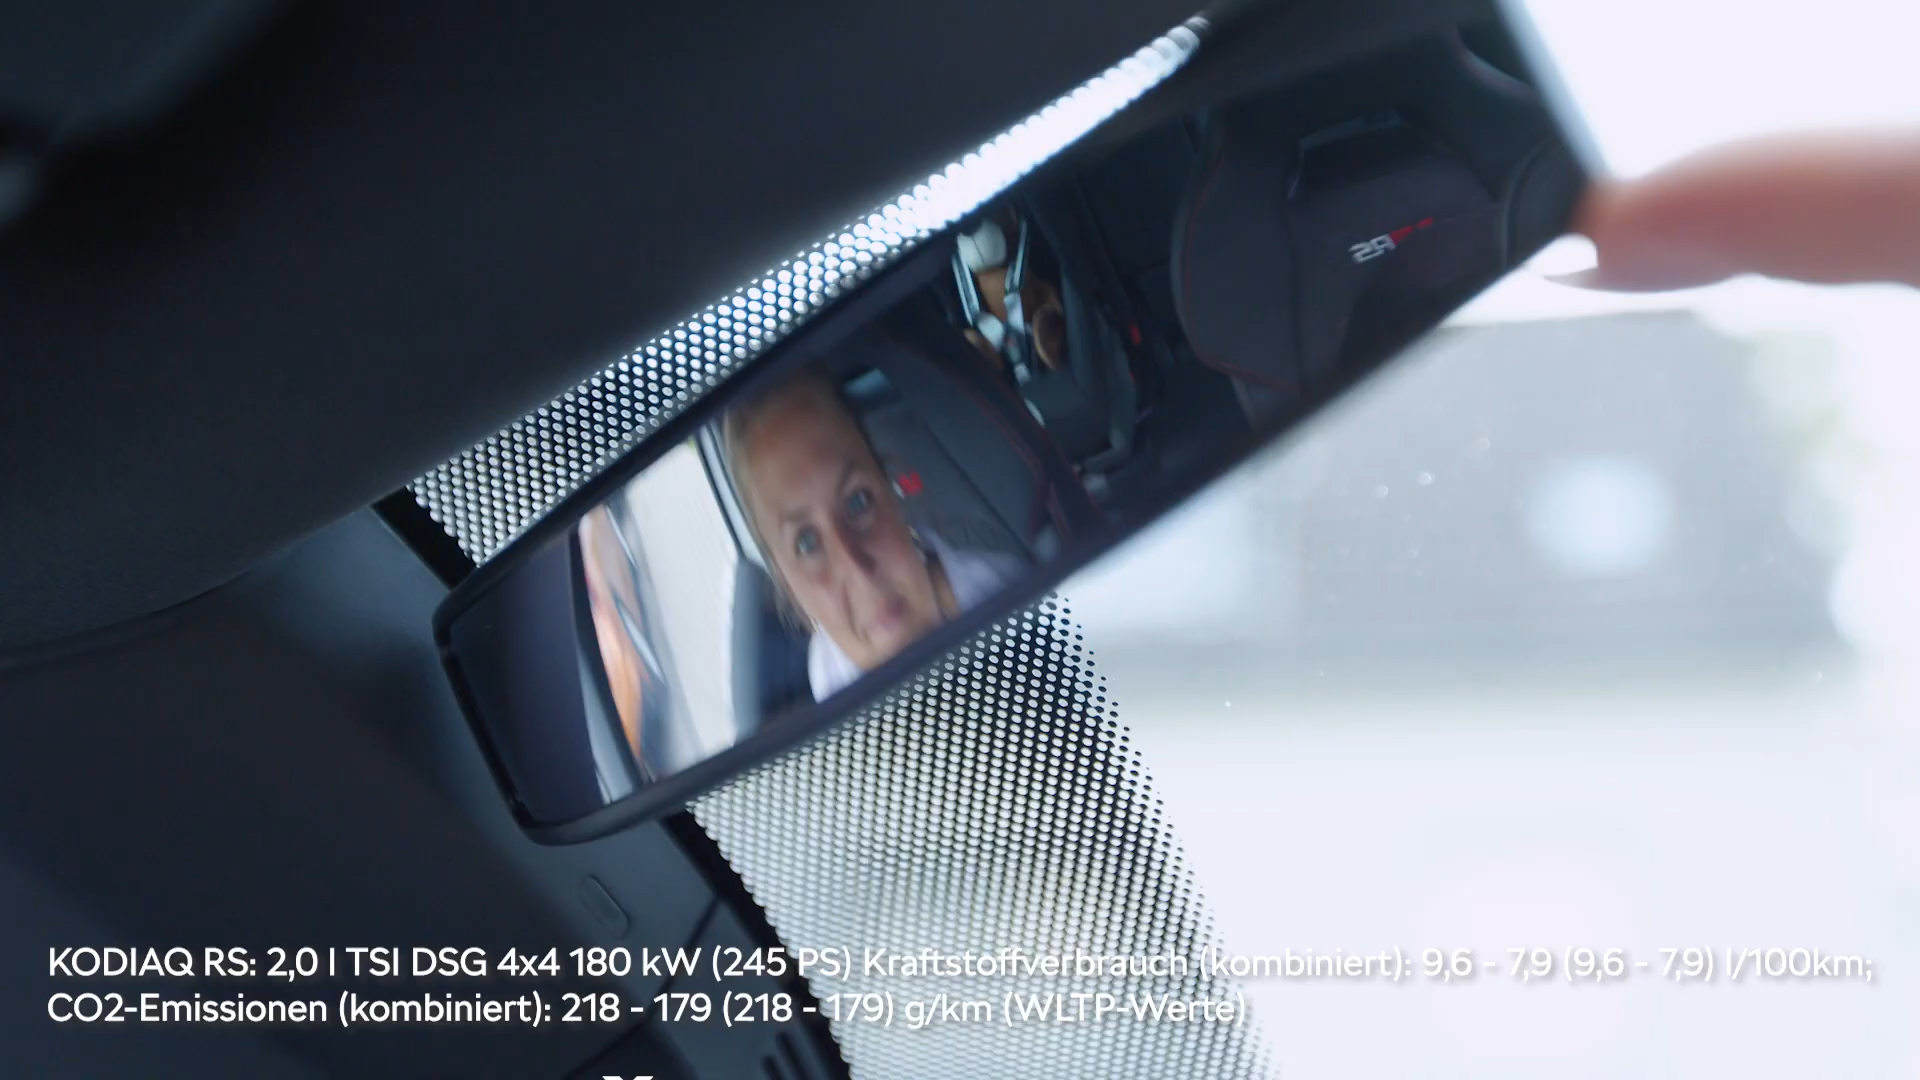 KODIAQ RS: 2,0 l TSI DSG 4x4 180 kW (245 PS) Kraftstoffverbrauch (kombiniert): 9,6 - 7,9 (9,6 - 7,9) l/100km;
CO2-Emissionen (kombiniert): 218 - 179 (218 - 179) g/km (WLTP-Werte)